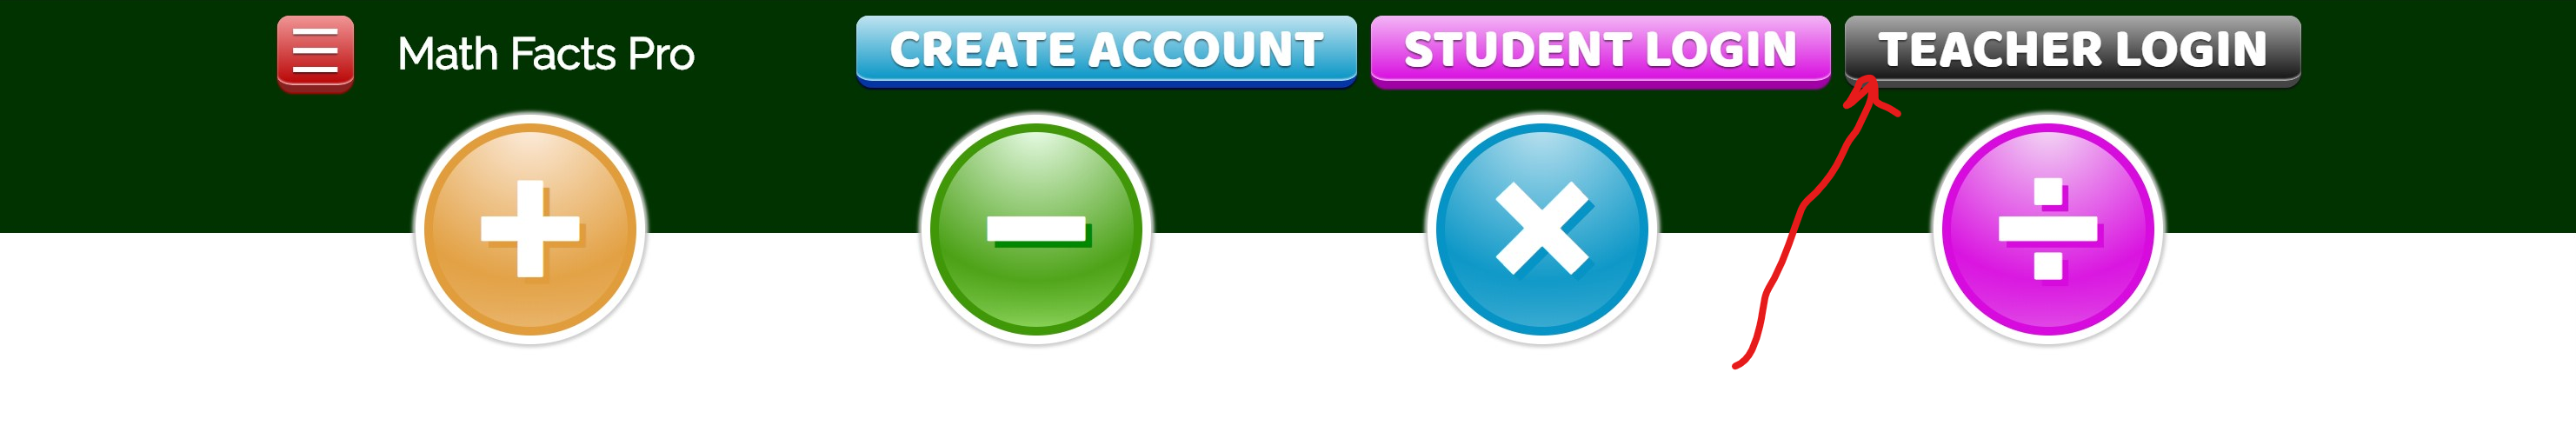 Math Facts Pro
CREATE ACCOUNT
STUDENT LOGIN
TEACHER LOGIN